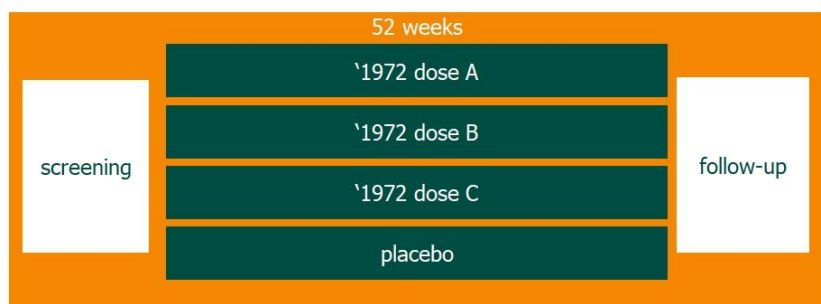 52 weeks
‘1972 dose A
‘1972 dose B
screening
follow-up
‘1972 dose C
placebo